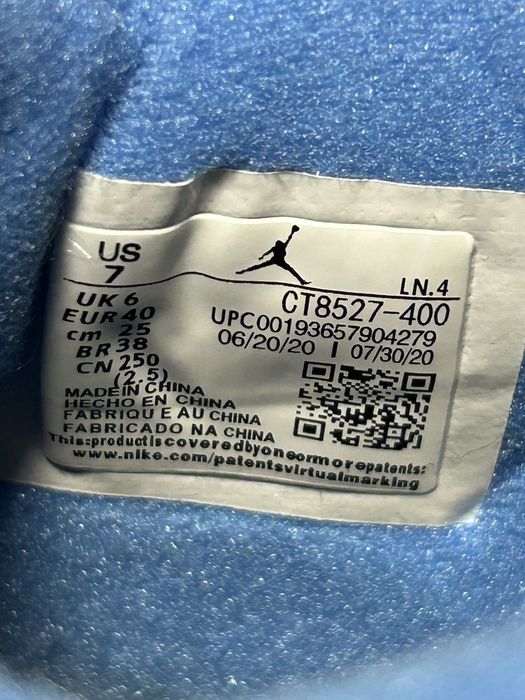 US
7
LN.4
UK 6
EUR 40
cm 25
BR 38
CN 250
(2.5)
CT8527-400
UPC00193657904279
06/20/20 I 07/30/20
MADE IN CHINA
HECHO EN CHINA
FABRIQUE AU CHINA
FABRICADO NA CHINA
This:productiscoveredbyoneormorepatents:
www.nike.com/patentsvirtualmarking